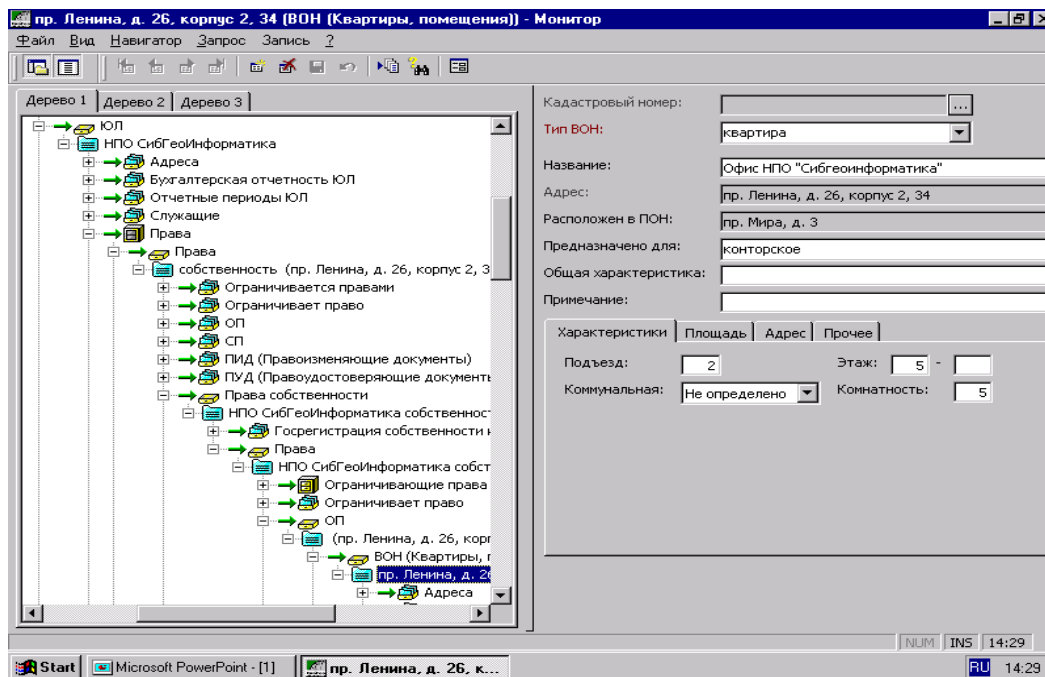 пр. Ленина, д. 26, корпус 2, 34 (ВОН (Квартиры, помещения)) - Монитор
Файл Вид Навигатор Запрос Запись ?
Дерево 1 Дерево 2 Дерево 3
ЮЛ
НПО СибГеоИнформатика
Адреса
Бухгалтерская отчетность ЮЛ
Отчетные периоды ЮЛ
Служащие
Права
Права
собственность (пр. Ленина, д. 26, корпус 2, 3
Ограничивается правами
Ограничивает право
ОП
СП
ПИД (Правоизменяющие документы)
ПУД (Правоудостоверяющие документы
Права собственности
НПО СибГеоИнформатика собственност
Госрегистрация собственности н
Права
НПО СибГеоИнформатика собст
Ограничивающие права
Ограничивает право
ОП
(пр. Ленина, д. 26, корп
ВОН (Квартиры, п
пр. Ленина, д. 26
Адреса
Кадастровый номер: ...
Тип ВОН: квартира
Название: Офис НПО "Сибгеоинформатика"
Адрес: пр. Ленина, д. 26, корпус 2, 34
Расположен в ПОН: пр. Мира, д. 3
Предназначено для: конторское
Общая характеристика:
Примечание:
Характеристики Площадь Адрес Прочее
Подъезд: 2 Этаж: 5 -
Коммунальная: Не определено Комнатность: 5
NUM INS 14:29
Start Microsoft PowerPoint - [1] пр. Ленина, д. 26, к... RU 14:29